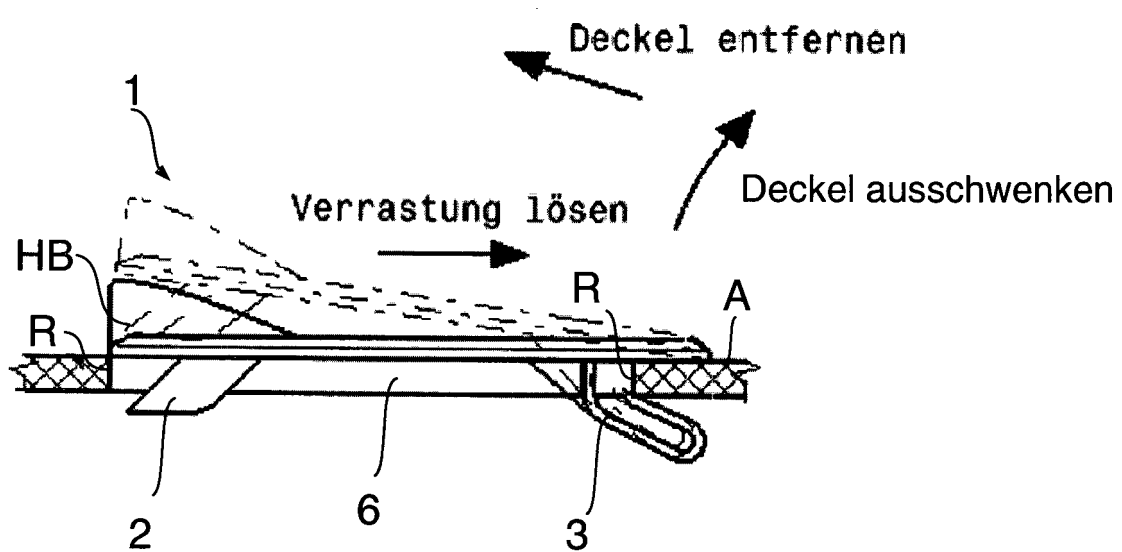 Deckel entfernen
1
Deckel ausschwenken
Verrastung lösen
HB
R
A
R
6
2
3